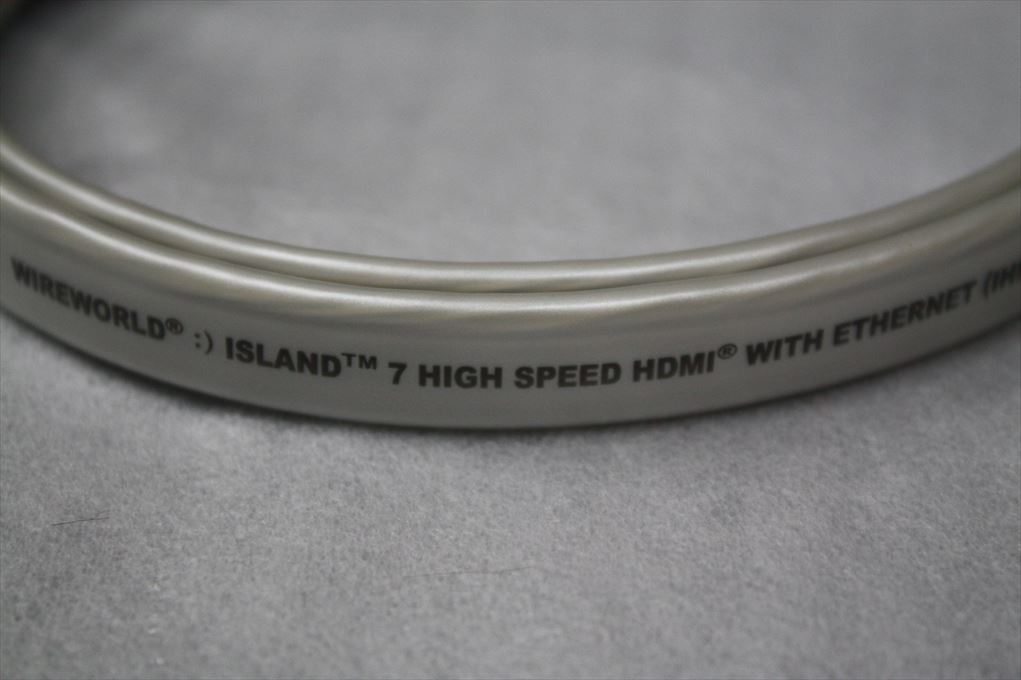 WIREWORLD® :) ISLAND™ 7 HIGH SPEED HDMI® WITH ETHERNET